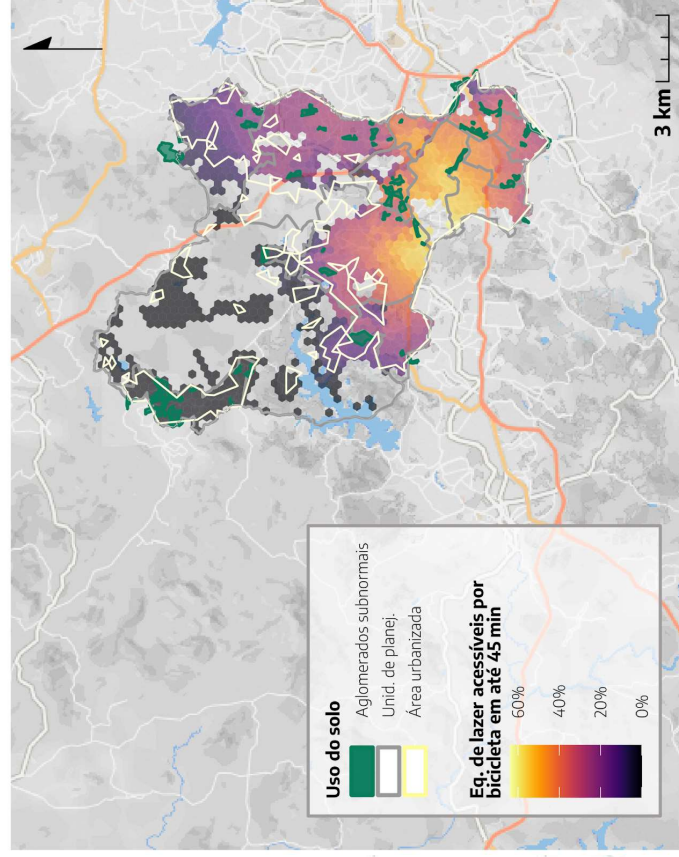 Uso do solo
Aglomerados subnormais
Unid. de planej.
Área urbanizada
Eq. de lazer acessíveis por
bicicleta em até 45 min
60%
40%
20%
0%
3 km